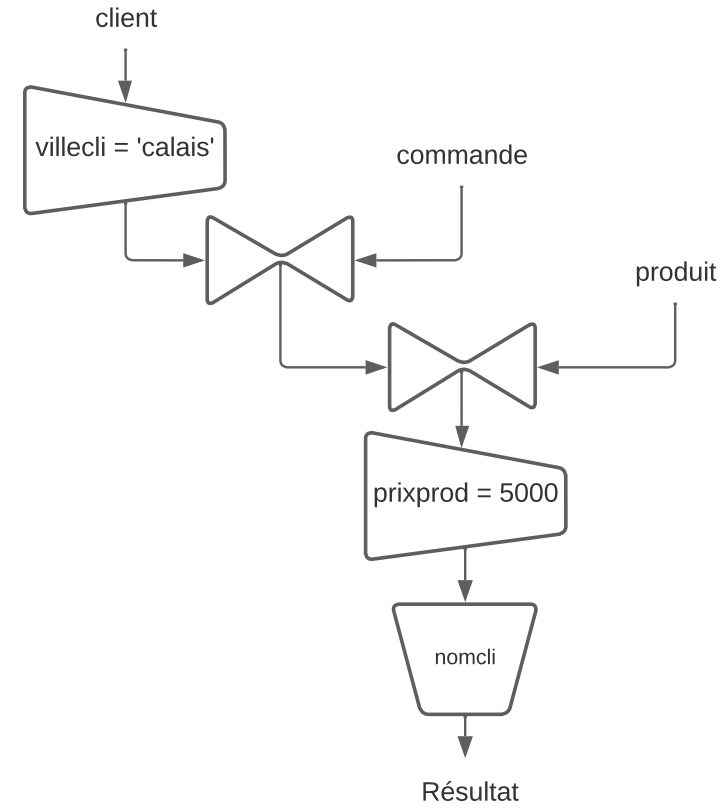 client
villecli = 'calais'
commande
produit
prixprod = 5000
nomcli
Résultat